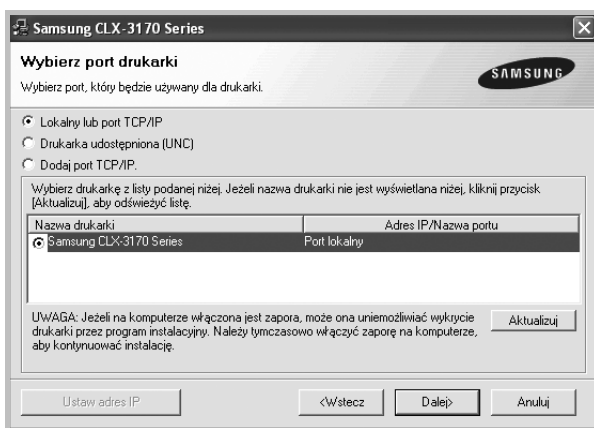 Samsung CLX-3170 Series
Wybierz port drukarki
Wybierz port, który będzie używany dla drukarki.
SAMSUNG
Lokalny lub port TCP/IP
Drukarka udostępniona (UNC)
Dodaj port TCP/IP.
Wybierz drukarkę z listy podanej niżej. Jeżeli nazwa drukarki nie jest wyświetlana niżej, kliknij przycisk
[Aktualizuj], aby odświeżyć listę.
Nazwa drukarki Adres IP/Nazwa portu
Samsung CLX-3170 Series Port lokalny
UWAGA: Jeżeli na komputerze włączona jest zapora, może ona uniemożliwiać wykrycie
drukarki przez program instalacyjny. Należy tymczasowo włączyć zaporę na komputerze,
aby kontynuować instalację.
Aktualizuj
Ustaw adres IP <Wstecz Dalej> Anuluj